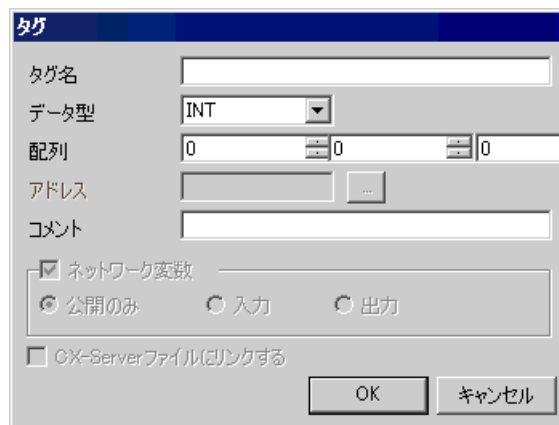 タグ
タグ名
データ型 INT
配列 0 0 0
アドレス ...
コメント
ネットワーク変数
公開のみ 入力 出力
CX-Serverファイルにリンクする
OK キャンセル